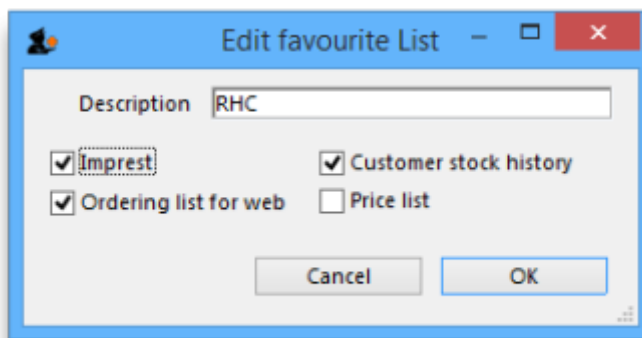 Edit favourite List
Description RHC
Imprest Customer stock history
Ordering list for web Price list
Cancel OK